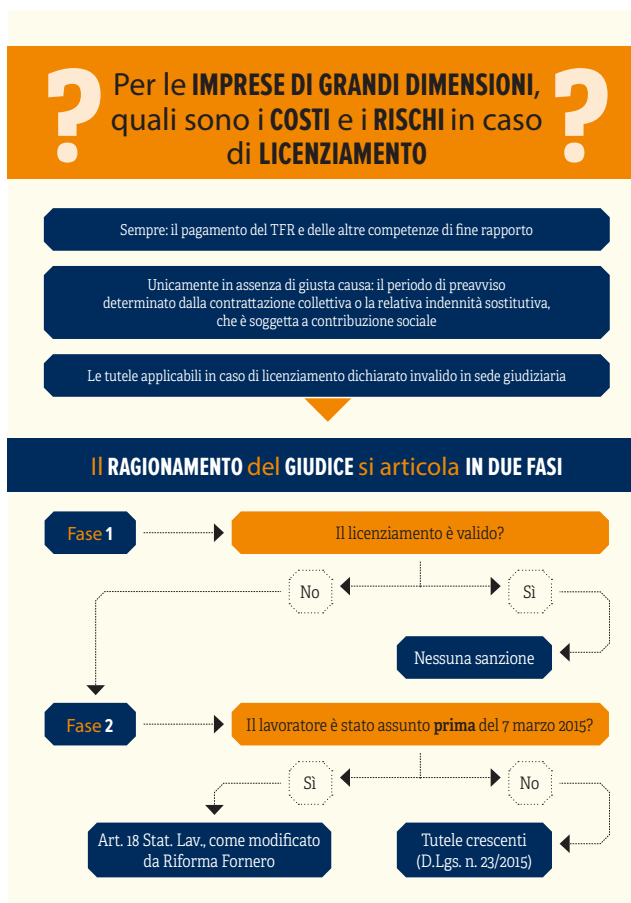 ? Per le IMPRESE DI GRANDI DIMENSIONI, ?
quali sono i COSTI e i RISCHI in caso
di LICENZIAMENTO
Sempre: il pagamento del TFR e delle altre competenze di fine rapporto
Unicamente in assenza di giusta causa: il periodo di preavviso
determinato dalla contrattazione collettiva o la relativa indennità sostitutiva,
che è soggetta a contribuzione sociale
Le tutele applicabili in caso di licenziamento dichiarato invalido in sede giudiziaria
Il RAGIONAMENTO del GIUDICE si articola IN DUE FASI
Fase 1
Il licenziamento è valido?
No
Sì
Nessuna sanzione
Fase 2
Il lavoratore è stato assunto prima del 7 marzo 2015?
Sì
No
Art. 18 Stat. Lav., come modificato
da Riforma Fornero
Tutele crescenti
(D.Lgs. n. 23/2015)